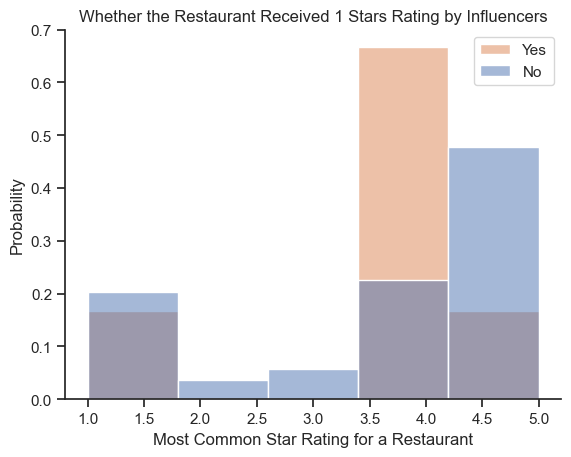 Whether the Restaurant Received 1 Stars Rating by Influencers
Yes
No
Probability
0.7
0.6
0.5
0.4
0.3
0.2
0.1
0.0
1.0 1.5 2.0 2.5 3.0 3.5 4.0 4.5 5.0
Most Common Star Rating for a Restaurant